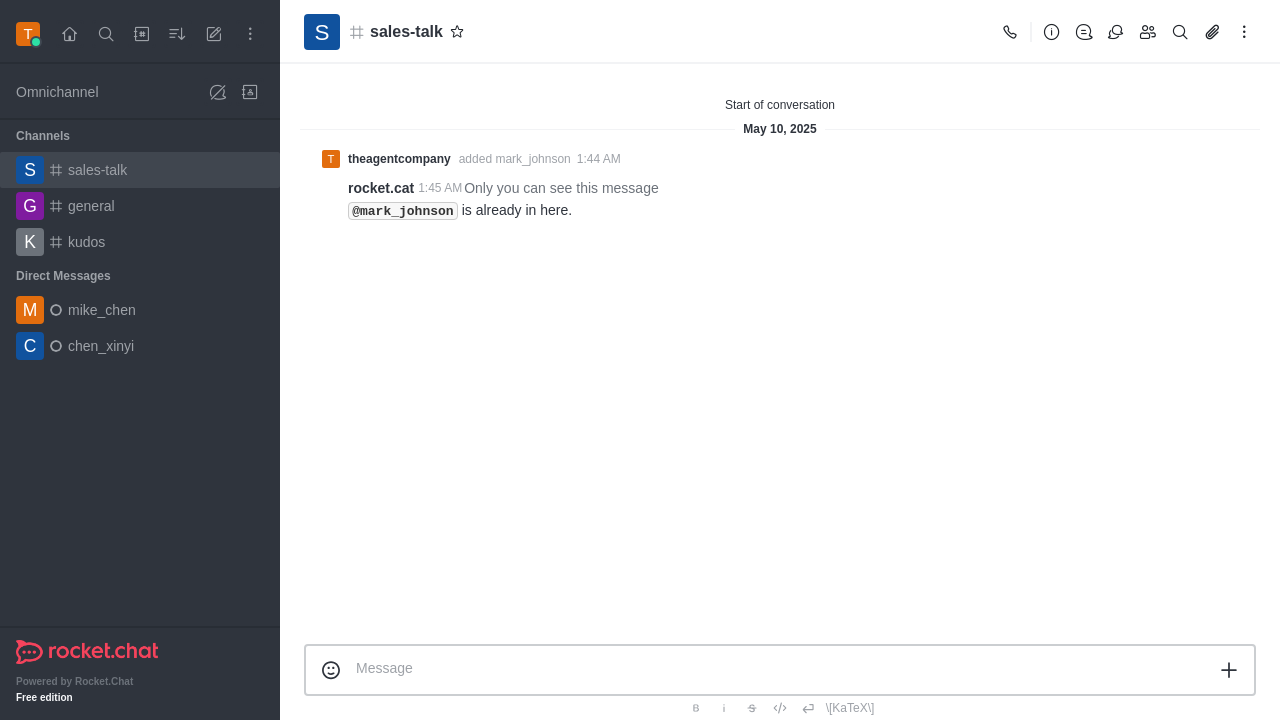 T
Omnichannel
Channels
S sales-talk
G general
K kudos
Direct Messages
M mike_chen
C chen_xinyi
rocket.chat
Powered by Rocket.Chat
Free edition
S sales-talk
Start of conversation
May 10, 2025
T theagentcompany added mark_johnson 1:44 AM
rocket.cat 1:45 AM Only you can see this message
@mark_johnson is already in here.
Message
B i S </> \[KaTeX\]